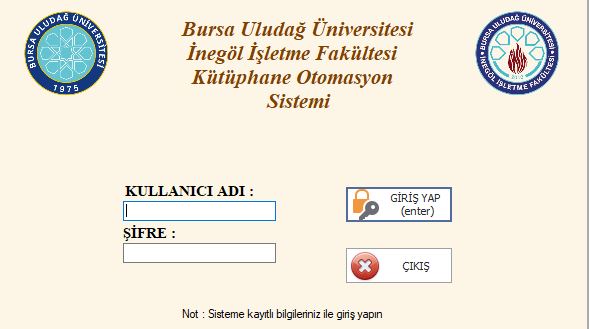 BURSA ULUDAĞ ÜNİVERSİTESİ
1975
Bursa Uludağ Üniversitesi
İnegöl İşletme Fakültesi
Kütüphane Otomasyon
Sistemi
BURSA ULUDAĞ ÜNİVERSİTESİ
İNEGÖL İŞLETME FAKÜLTESİ
KULLANICI ADI :
GİRİŞ YAP
(enter)
ŞİFRE :
ÇIKIŞ
Not : Sisteme kayıtlı bilgileriniz ile giriş yapın